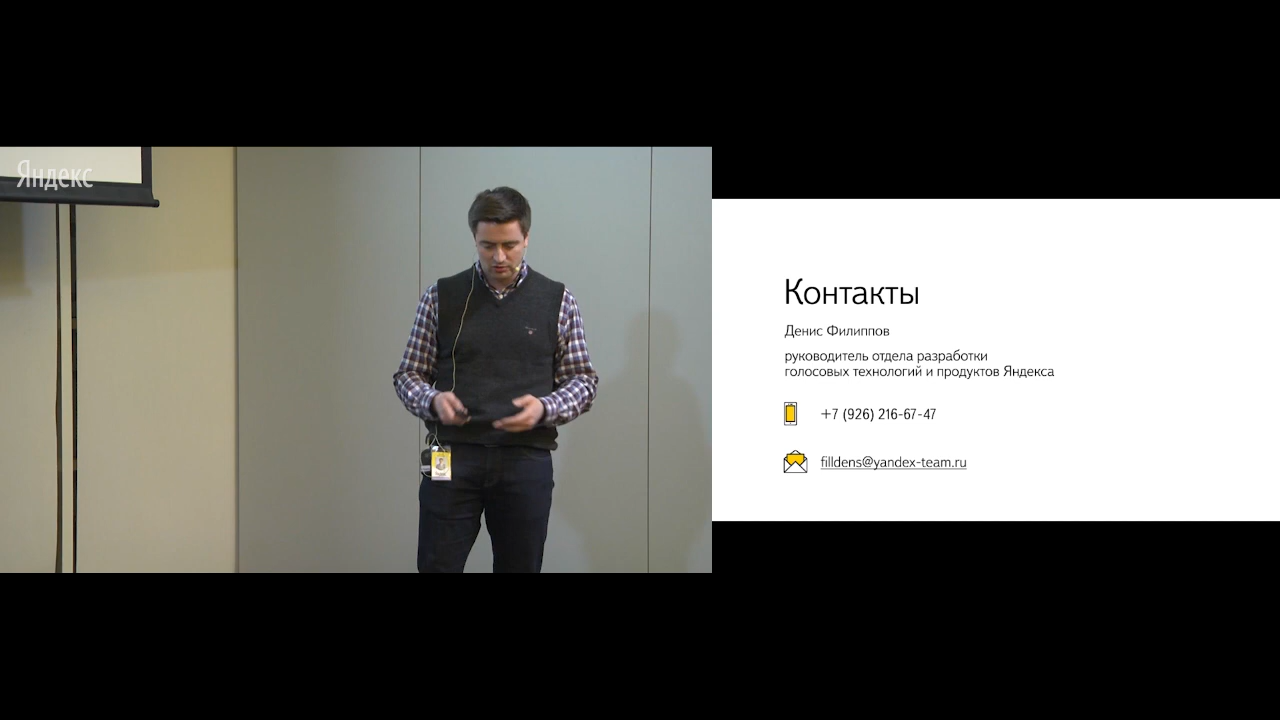 Яндекс
Контакты
Денис Филиппов
руководитель отдела разработки
голосовых технологий и продуктов Яндекса
+7 (926) 216-67-47
filldens@yandex-team.ru